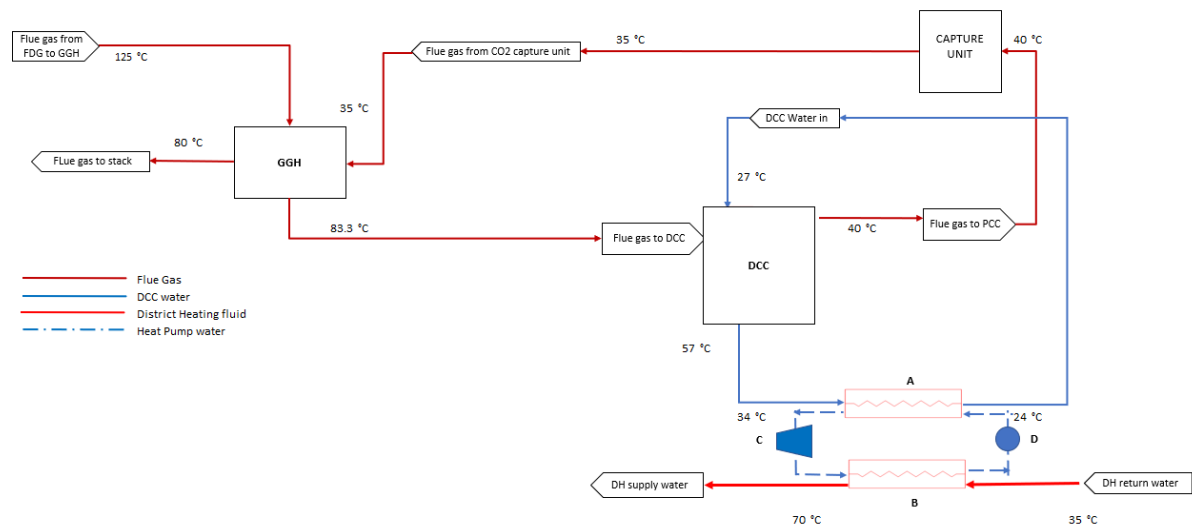 Flue gas from
FDG to GGH
125 °C
Flue gas from CO2 capture unit
35 °C
CAPTURE
UNIT
40 °C
35 °C
DCC Water in
FLue gas to stack
80 °C
GGH
27 °C
83.3 °C
Flue gas to DCC
DCC
40 °C
Flue gas to PCC
Flue Gas
DCC water
District Heating fluid
Heat Pump water
57 °C
A
34 °C
24 °C
C
D
DH supply water
B
DH return water
70 °C
35 °C